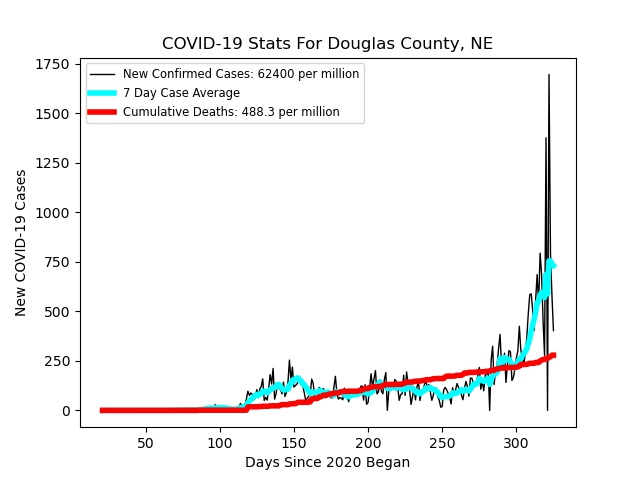 COVID-19 Stats For Douglas County, NE
New Confirmed Cases: 62400 per million
7 Day Case Average
Cumulative Deaths: 488.3 per million
New COVID-19 Cases
1750
1500
1250
1000
750
500
250
0
50 100 150 200 250 300
Days Since 2020 Began